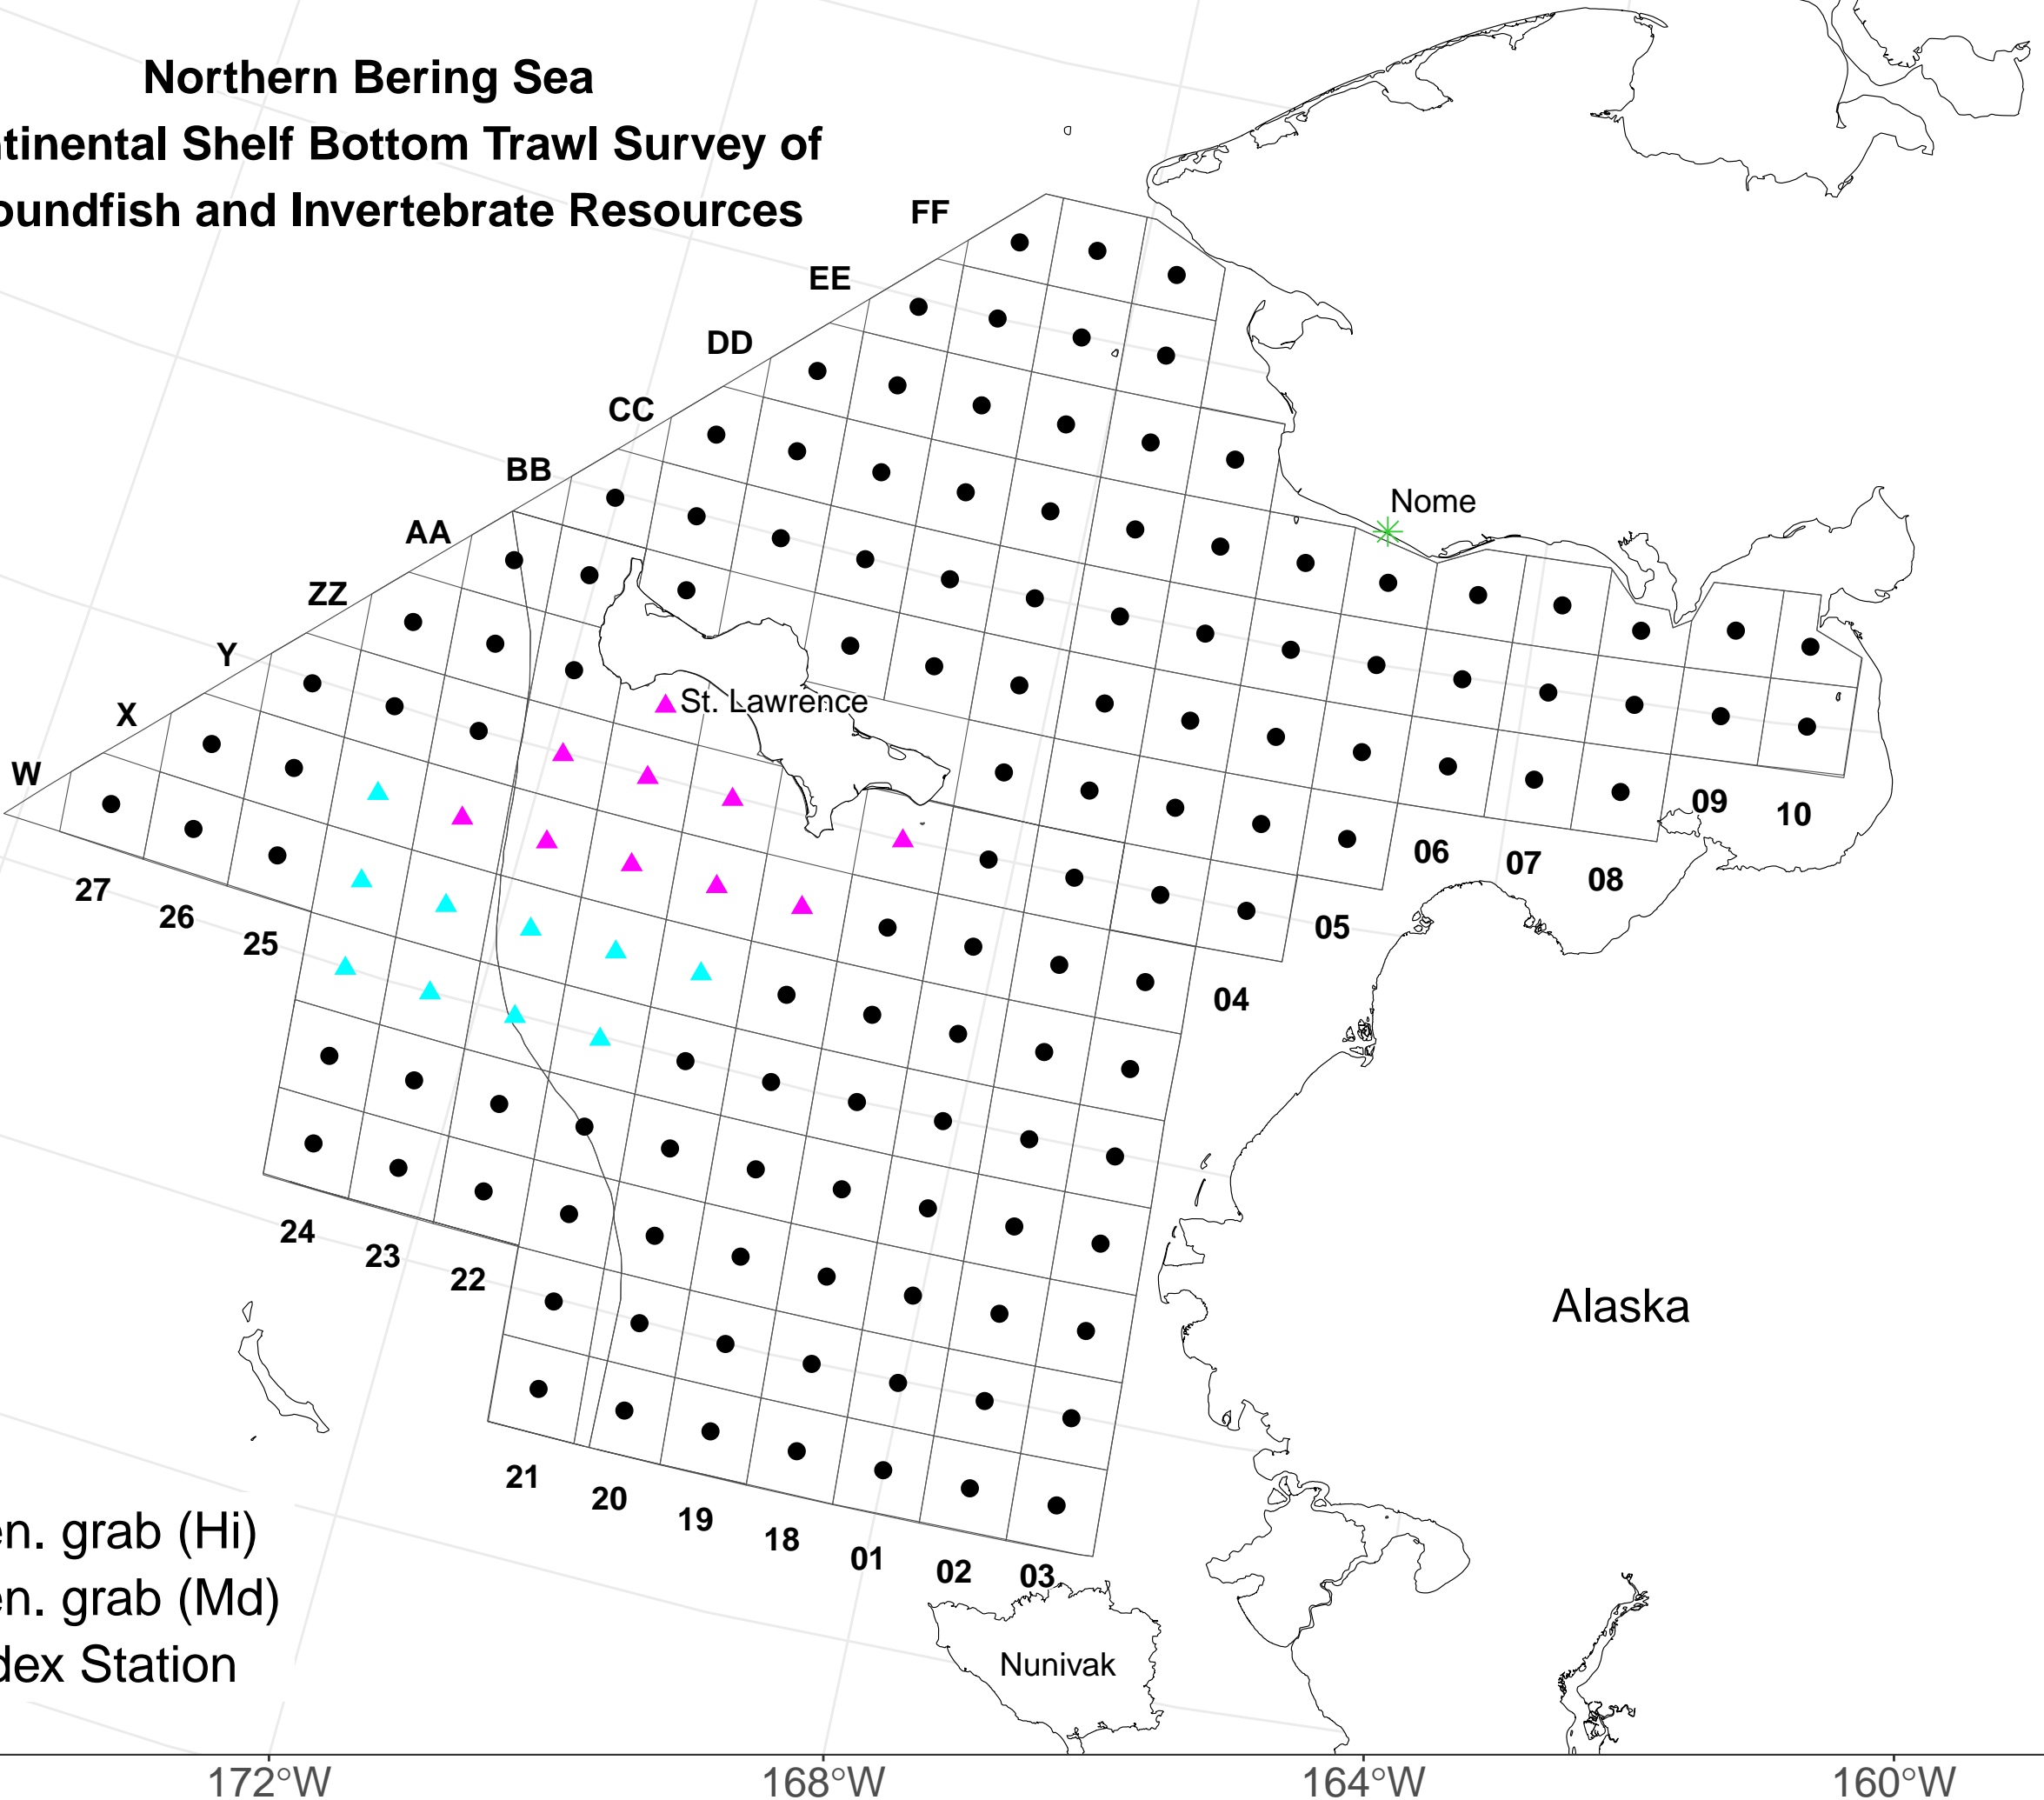 Northern Bering Sea
ntinental Shelf Bottom Trawl Survey of
oundfish and Invertebrate Resources
FF
EE
DD
CC
BB
AA
ZZ
Y
X
W
Nome
St. Lawrence
09
10
06
07
08
27
26
25
05
04
24
23
22
Alaska
21
20
19
18
01
02
03
en. grab (Hi)
en. grab (Md)
dex Station
Nunivak
172°W
168°W
164°W
160°W